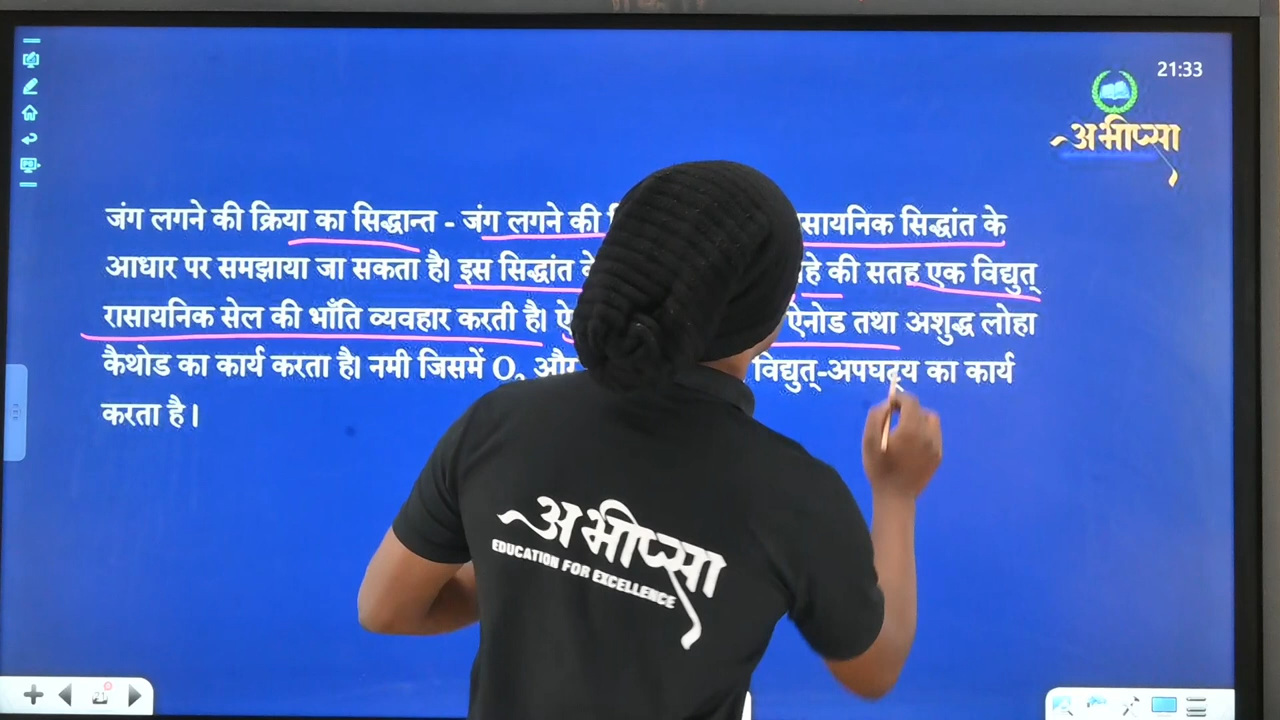 21:33
अभीप्सा
जंग लगने की क्रिया का सिद्धान्त - जंग लगने की सायनिक सिद्धांत के
आधार पर समझाया जा सकता है। इस सिद्धांत हे की सतह एक विद्युत्
रासायनिक सेल की भाँति व्यवहार करती है। ऐनोड तथा अशुद्ध लोहा
कैथोड का कार्य करता है। नमी जिसमें O₂ और विद्युत्-अपघट्य का कार्य
करता है ।
अभीप्सा
EDUCATION FOR EXCELLENCE